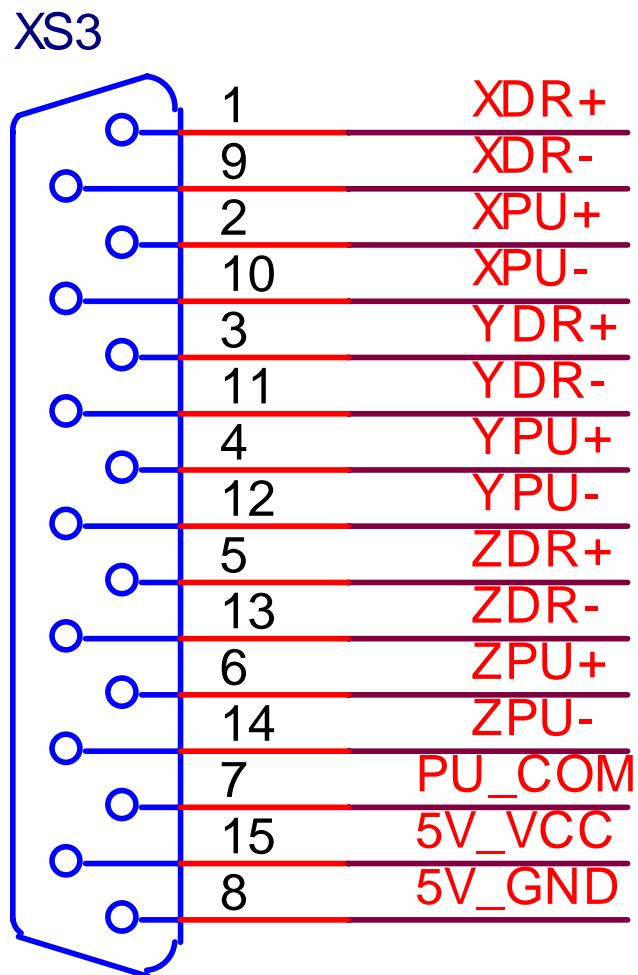 XS3
1 XDR+
9 XDR-
2 XPU+
10 XPU-
3 YDR+
11 YDR-
4 YPU+
12 YPU-
5 ZDR+
13 ZDR-
6 ZPU+
14 ZPU-
7 PU_COM
15 5V_VCC
8 5V_GND